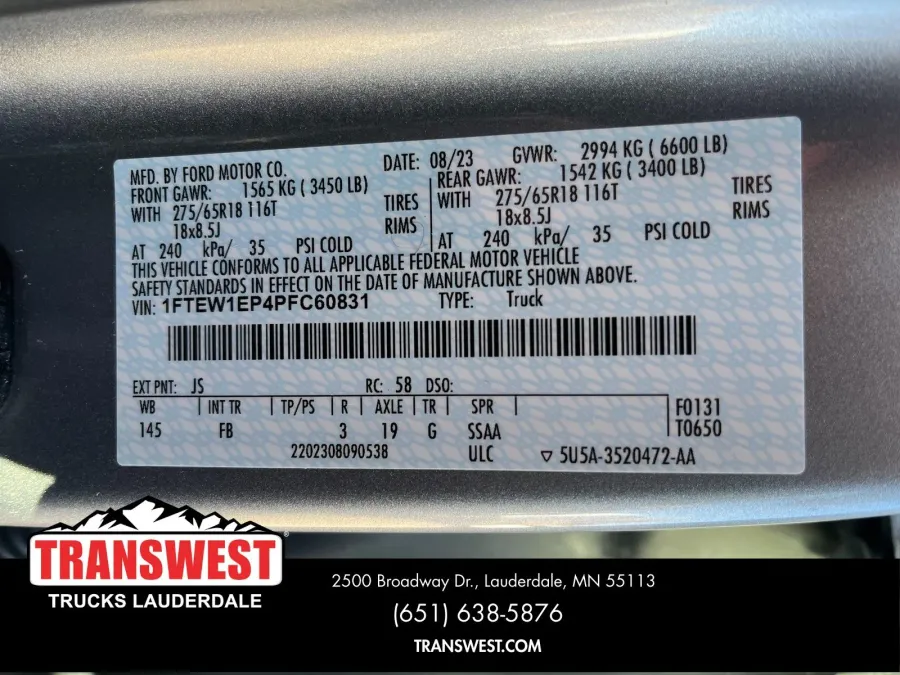 MFD. BY FORD MOTOR CO. DATE: 08/23 GVWR: 2994 KG ( 6600 LB)
FRONT GAWR: 1565 KG ( 3450 LB) REAR GAWR: 1542 KG ( 3400 LB)
WITH 275/65R18 116T TIRES WITH 275/65R18 116T TIRES
18x8.5J RIMS 18x8.5J RIMS
AT 240 kPa/ 35 PSI COLD AT 240 kPa/ 35 PSI COLD
THIS VEHICLE CONFORMS TO ALL APPLICABLE FEDERAL MOTOR VEHICLE
SAFETY STANDARDS IN EFFECT ON THE DATE OF MANUFACTURE SHOWN ABOVE.
VIN: 1FTEW1EP4PFC60831 TYPE: Truck
EXT PNT: JS RC: 58 DSO:
WB INT TR TP/PS R AXLE TR SPR F0131
145 FB 3 19 G SSAA T0650
2202308090538 ULC ▽ 5U5A-3520472-AA
TRANSWEST®
TRUCKS LAUDERDALE
2500 Broadway Dr., Lauderdale, MN 55113
(651) 638-5876
TRANSWEST.COM